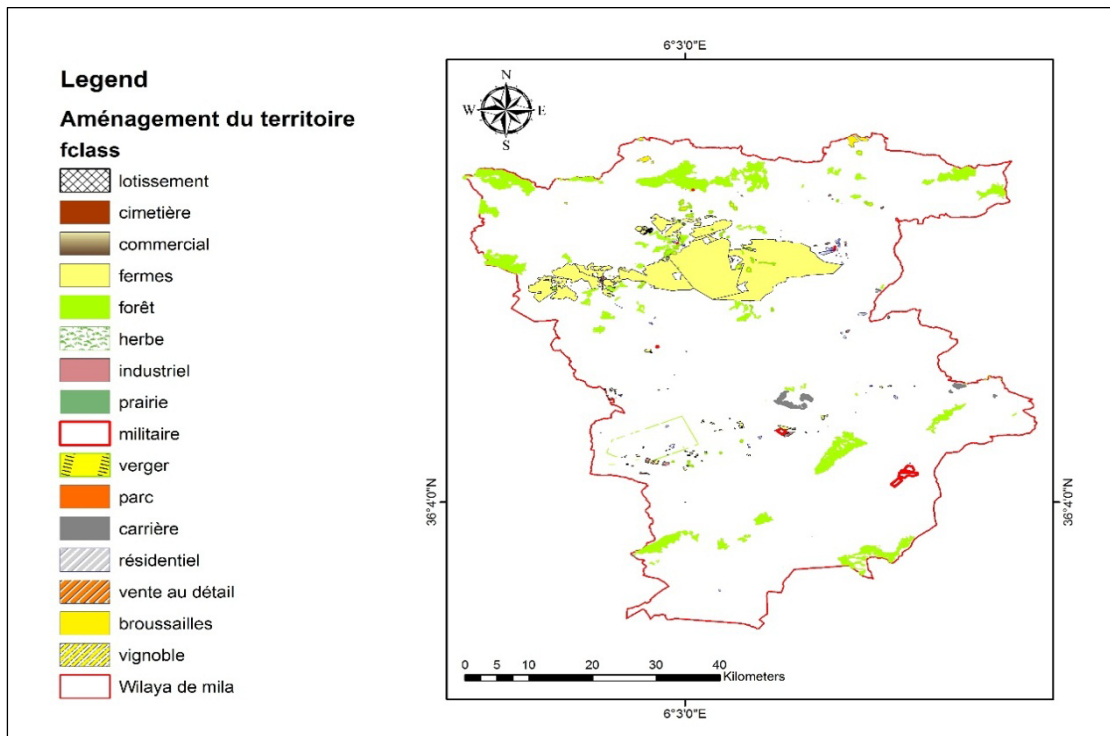 Legend
Aménagement du territoire
fclass
lotissement
cimetière
commercial
fermes
forêt
herbe
industriel
prairie
militaire
verger
parc
carrière
résidentiel
vente au détail
broussailles
vignoble
Wilaya de mila
6°3'0"E
N
W E
S
36°4'0"N
36°4'0"N
0 5 10 20 30 40
Kilometers
6°3'0"E